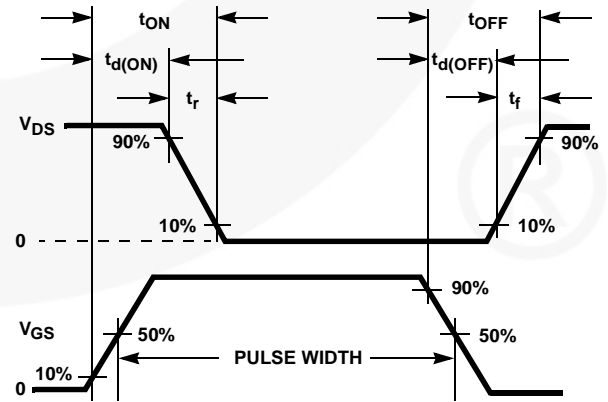 tON tOFF
td(ON) td(OFF)
tr tf
VDS
90% 90%
10% 10%
0
90%
VGS 50% 50%
PULSE WIDTH
10%
0
®